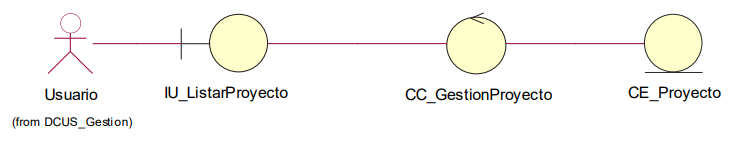 Usuario
(from DCUS_Gestion)
IU_ListarProyecto
CC_GestionProyecto
CE_Proyecto